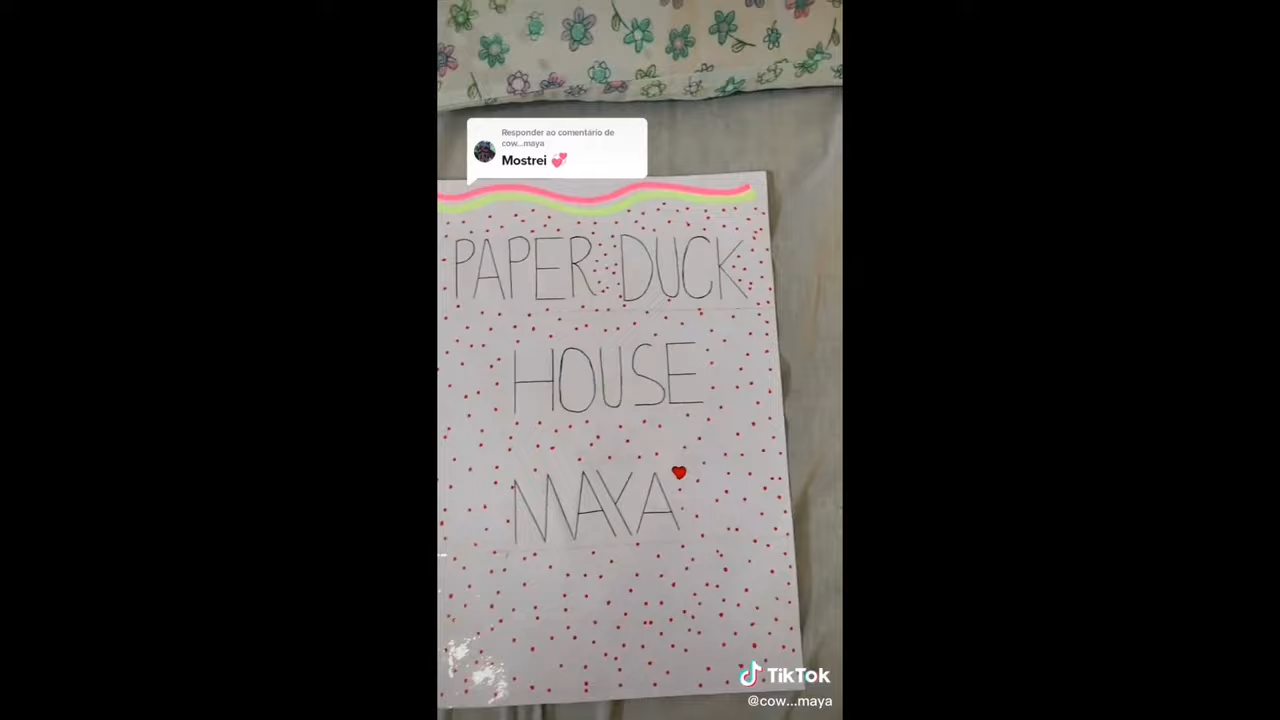 Responder ao comentário de
cow...maya
Mostrei 💞
PAPER DUCK
HOUSE
MAYA
TikTok
@cow...maya